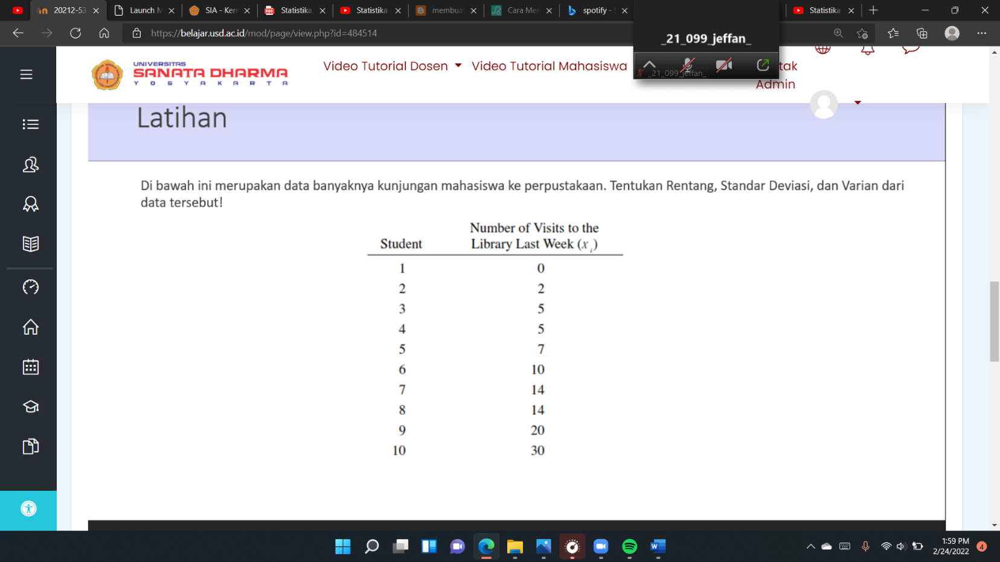 20212-53
Launch M
SIA - Kem
Statistika
Statistika
membuat
Cara Mer
spotify - S
Statistika
https://belajar.usd.ac.id/mod/page/view.php?id=484514
_21_099_jeffan_
_21_099_jeffan_
UNIVERSITAS
SANATA DHARMA
YOGYAKARTA
Video Tutorial Dosen
Video Tutorial Mahasiswa
tak
Admin
Latihan
Di bawah ini merupakan data banyaknya kunjungan mahasiswa ke perpustakaan. Tentukan Rentang, Standar Deviasi, dan Varian dari
data tersebut!
Number of Visits to the
Student Library Last Week (x i)
1 0
2 2
3 5
4 5
5 7
6 10
7 14
8 14
9 20
10 30
1:59 PM
2/24/2022
4